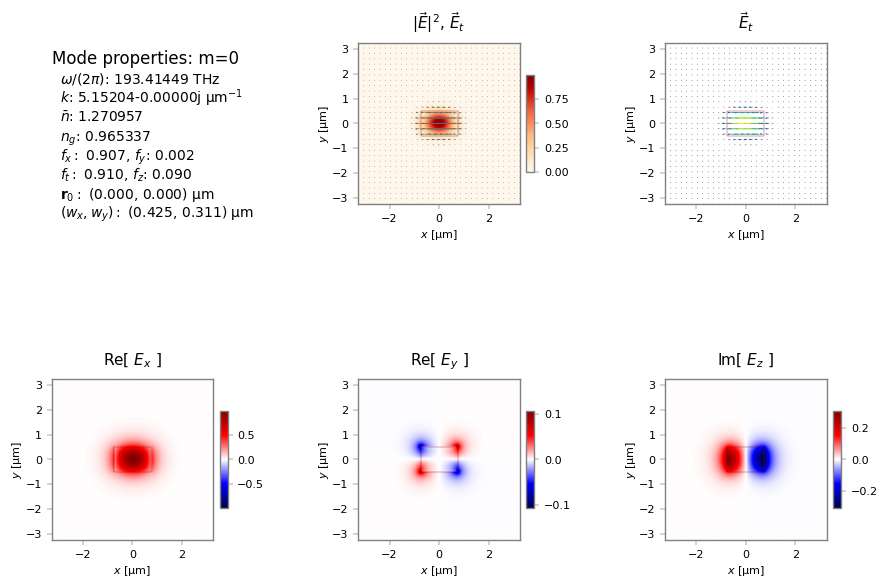 Mode properties: m=0
ω/(2π): 193.41449 THz
k: 5.15204-0.00000j μm⁻¹
n̄: 1.270957
n_g: 0.965337
f_x: 0.907, f_y: 0.002
f_t: 0.910, f_z: 0.090
r₀: (0.000, 0.000) μm
(w_x, w_y): (0.425, 0.311) μm
|E⃗|², E⃗_t
3
2
1
0
−1
−2
−3
y [μm]
−2 0 2
x [μm]
0.75
0.50
0.25
0.00
E⃗_t
3
2
1
0
−1
−2
−3
y [μm]
−2 0 2
x [μm]
Re[ E_x ]
3
2
1
0
−1
−2
−3
y [μm]
−2 0 2
x [μm]
0.5
0.0
−0.5
Re[ E_y ]
3
2
1
0
−1
−2
−3
y [μm]
−2 0 2
x [μm]
0.1
0.0
−0.1
Im[ E_z ]
3
2
1
0
−1
−2
−3
y [μm]
−2 0 2
x [μm]
0.2
0.0
−0.2